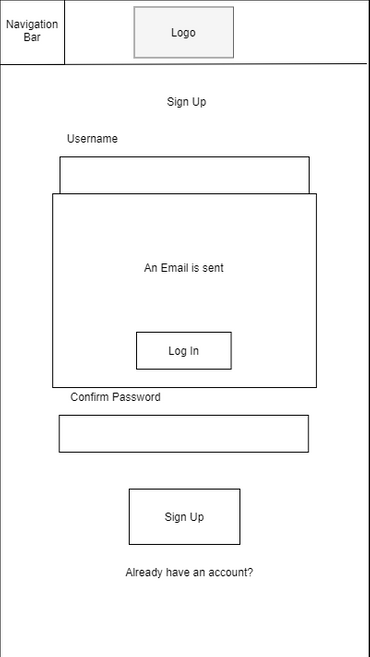 Navigation
Bar
Logo
Sign Up
Username
An Email is sent
Log In
Confirm Password
Sign Up
Already have an account?